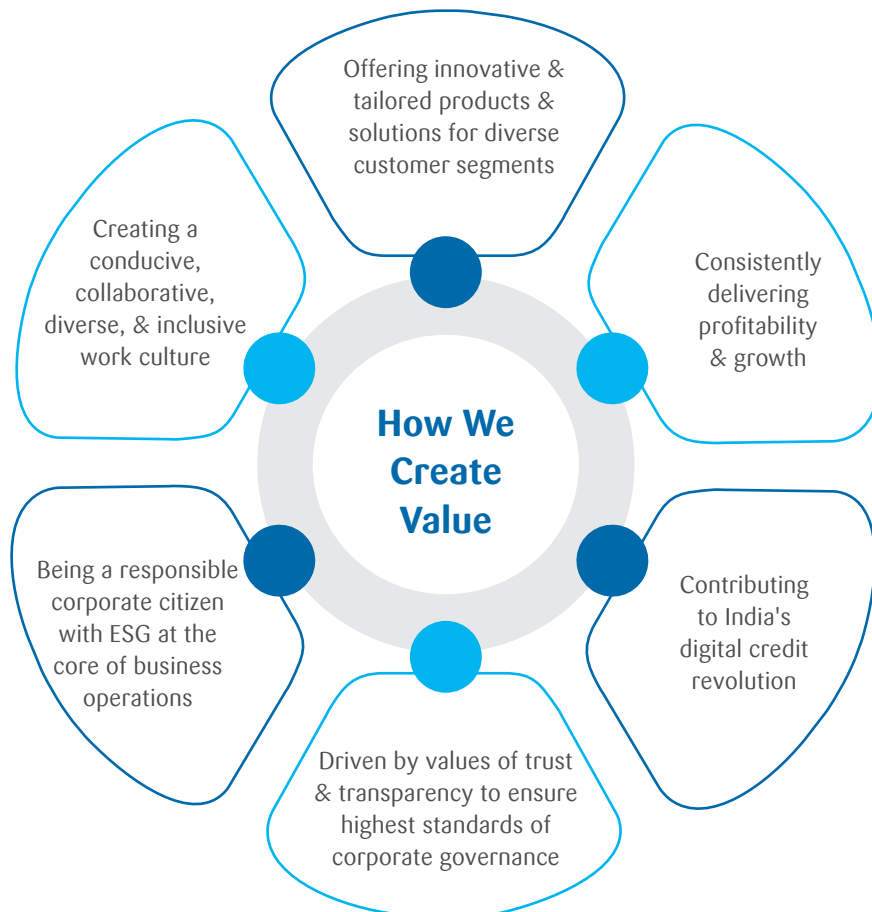 Offering innovative &
tailored products &
solutions for diverse
customer segments
Creating a
conducive,
collaborative,
diverse, & inclusive
work culture
Consistently
delivering
profitability
& growth
How We
Create
Value
Being a responsible
corporate citizen
with ESG at the
core of business
operations
Contributing
to India's
digital credit
revolution
Driven by values of trust
& transparency to ensure
highest standards of
corporate governance